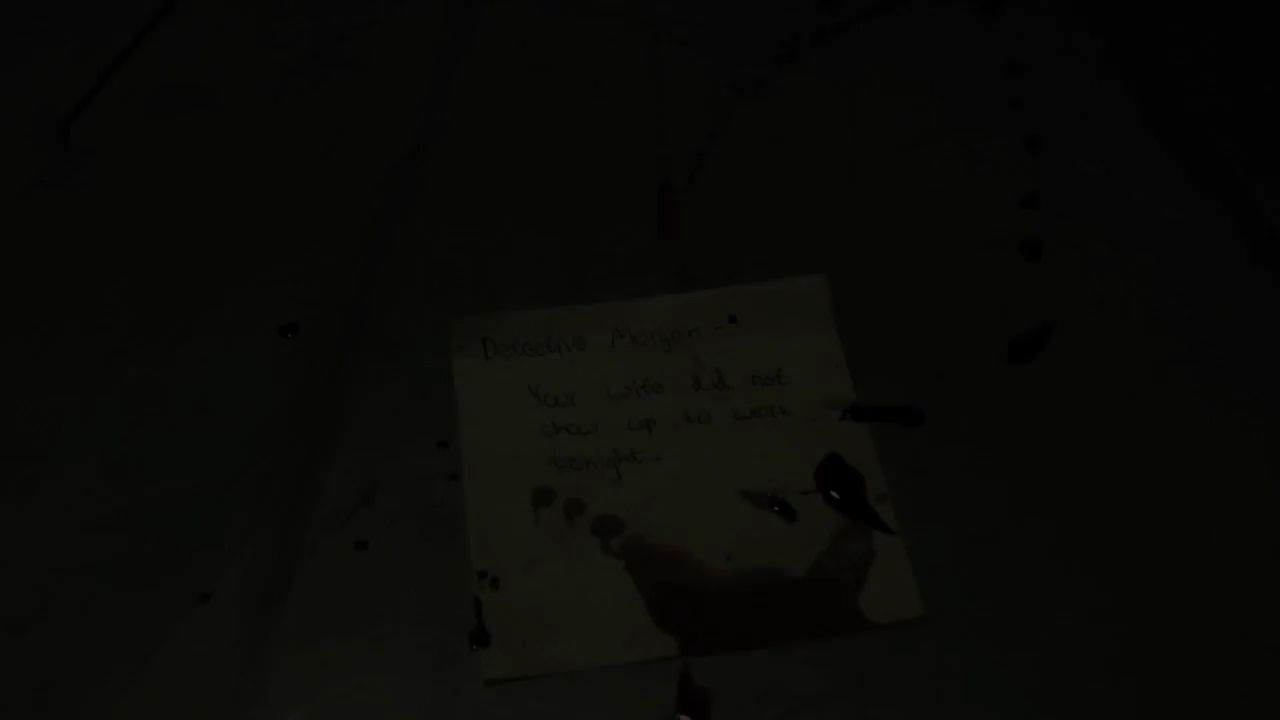 Detective Morgan -
Your wife did not
show up to work
tonight.